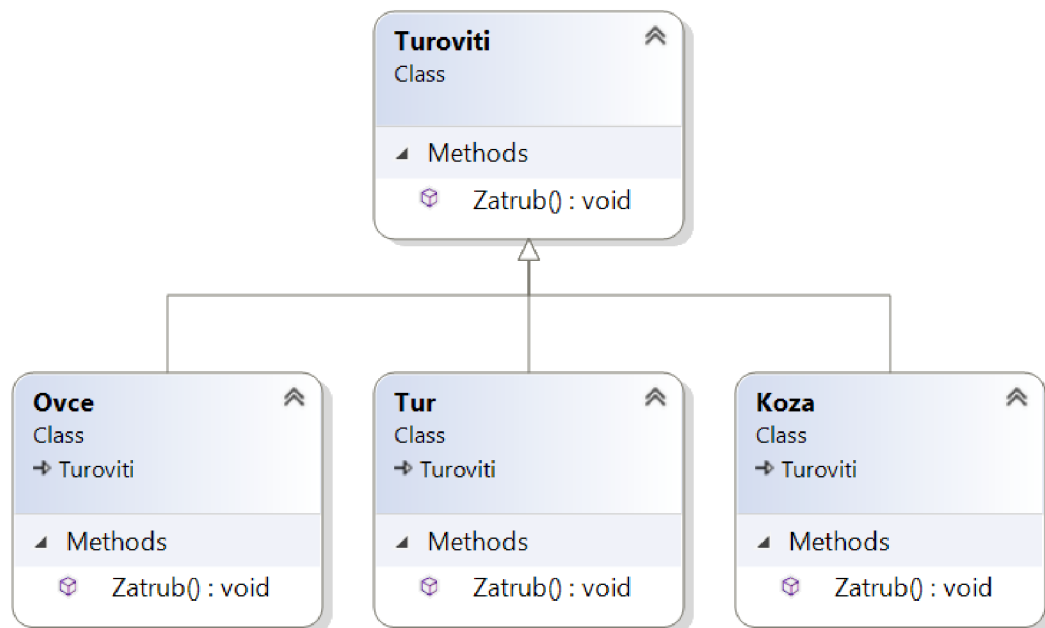 Turoviti
Class
Methods
Zatrub() : void
Ovce
Class
Turoviti
Methods
Zatrub() : void
Tur
Class
Turoviti
Methods
Zatrub() : void
Koza
Class
Turoviti
Methods
Zatrub() : void